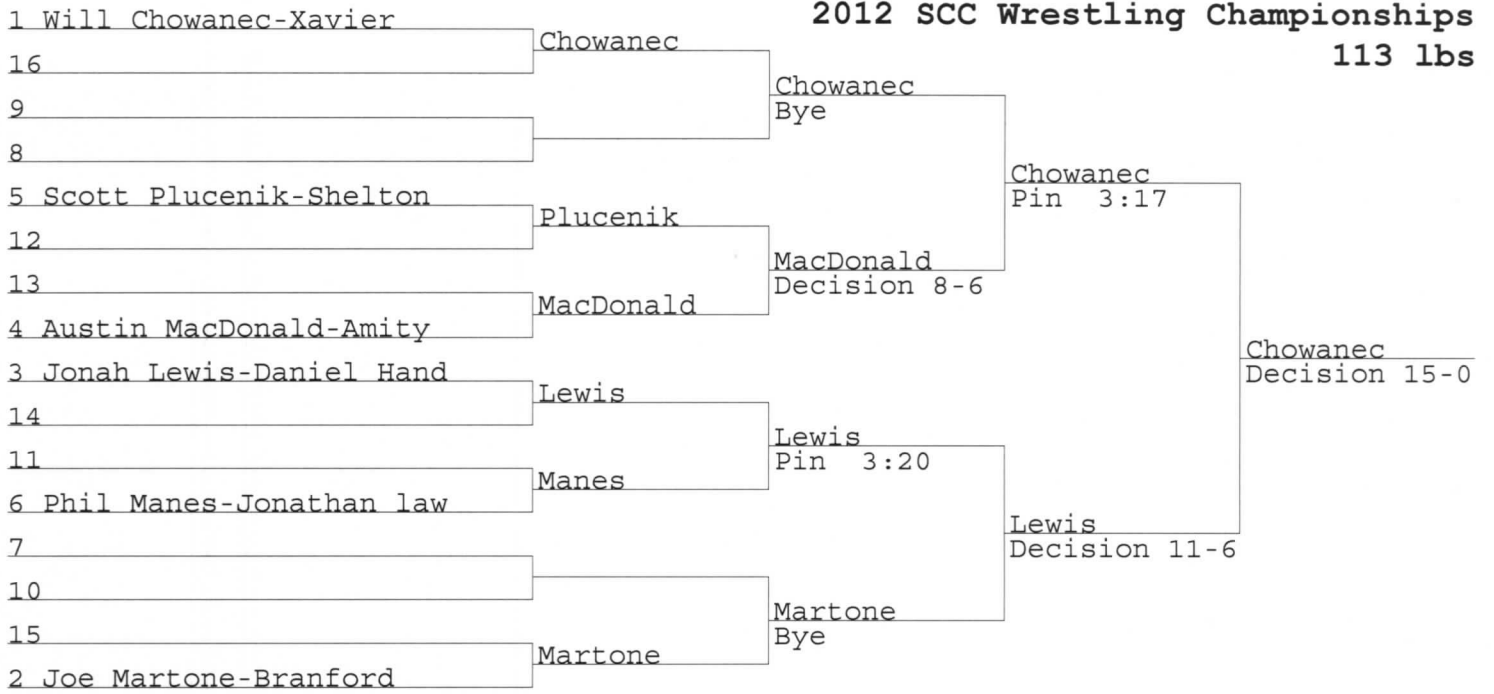 2012 SCC Wrestling Championships
113 lbs
1 Will Chowanec-Xavier
16
9
8
5 Scott Plucenik-Shelton
12
13
4 Austin MacDonald-Amity
3 Jonah Lewis-Daniel Hand
14
11
6 Phil Manes-Jonathan law
7
10
15
2 Joe Martone-Branford
Chowanec
Plucenik
MacDonald
Lewis
Manes
Martone
Chowanec
Bye
MacDonald
Decision 8-6
Lewis
Pin 3:20
Martone
Bye
Chowanec
Pin 3:17
Lewis
Decision 11-6
Chowanec
Decision 15-0